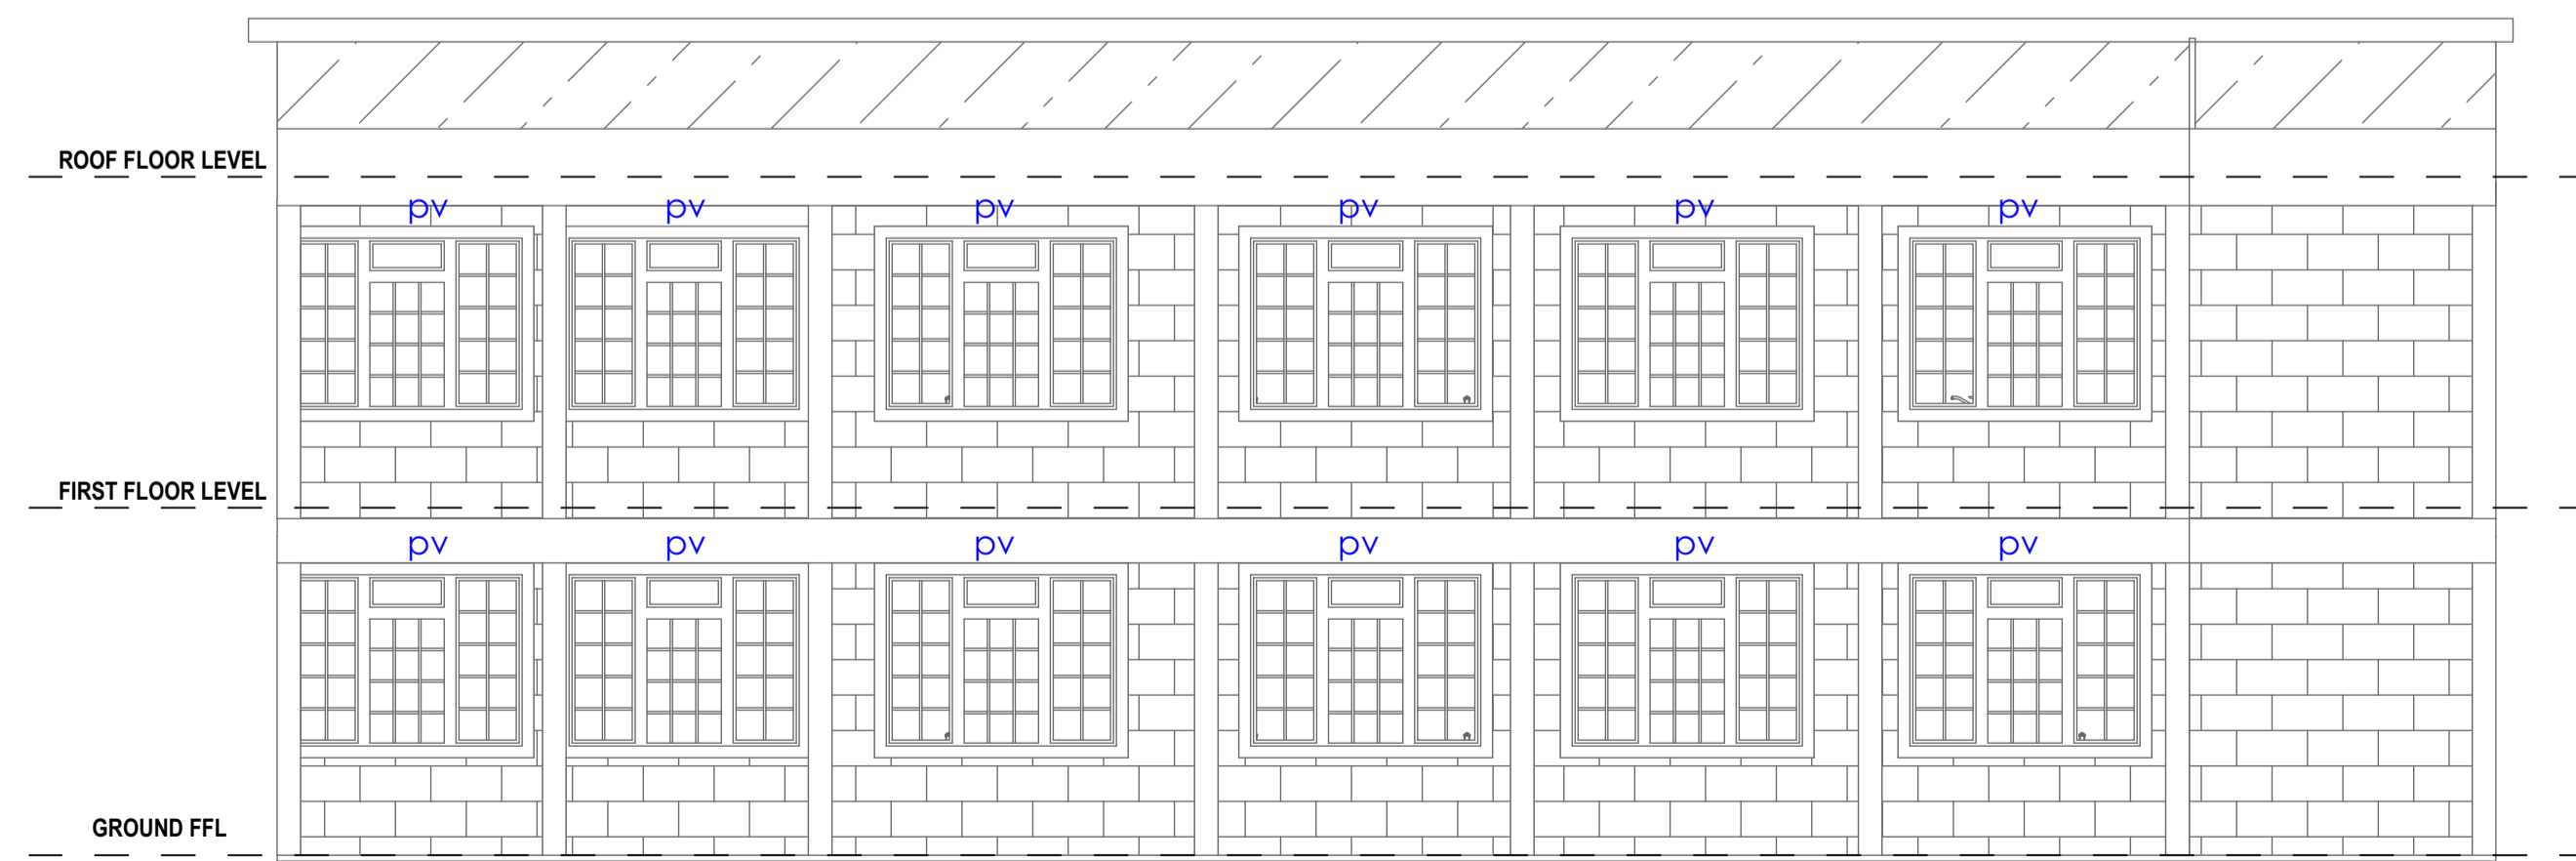 ROOF FLOOR LEVEL
pv pv pv pv pv pv
FIRST FLOOR LEVEL
pv pv pv pv pv pv
GROUND FFL